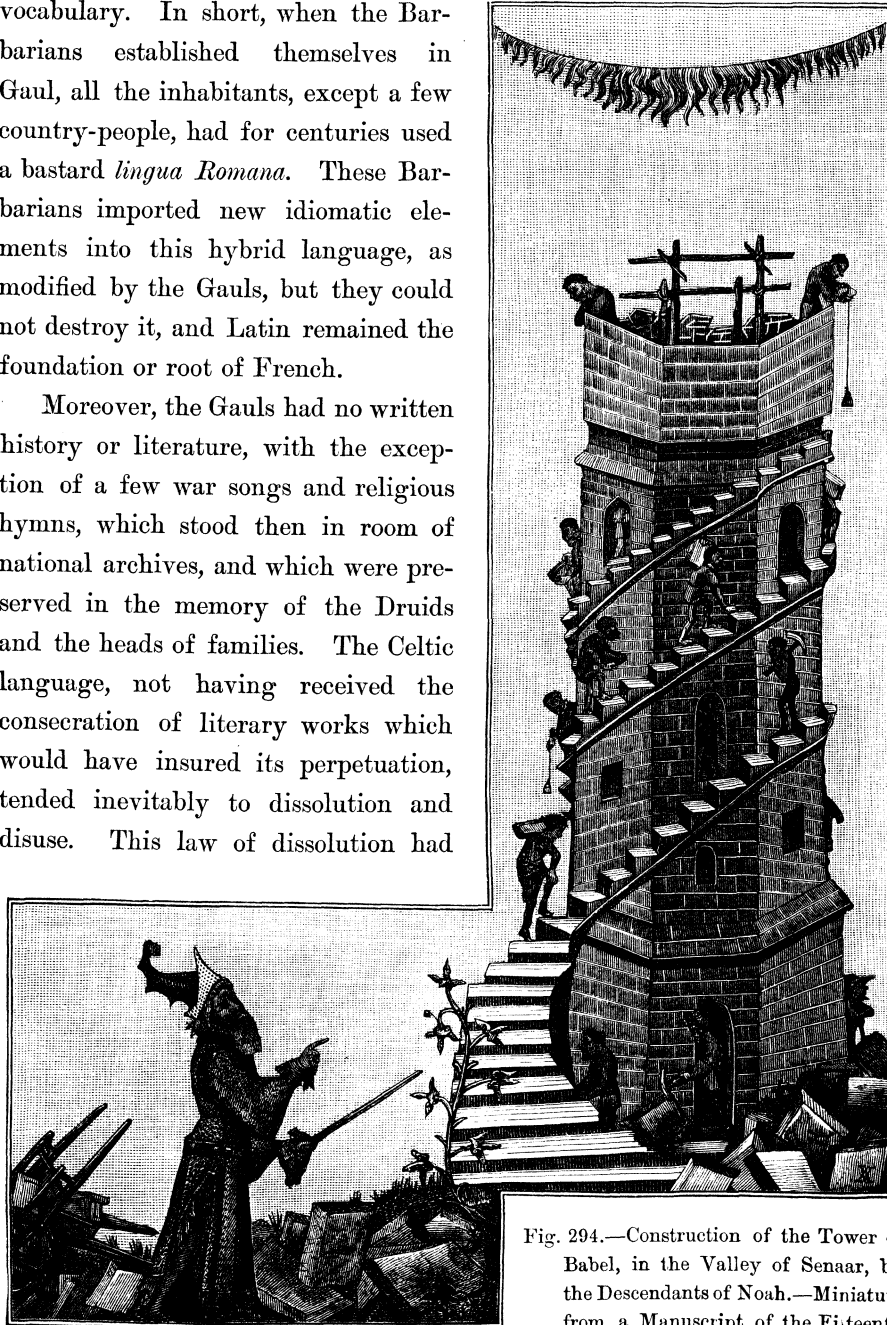 vocabulary. In short, when the Bar-
barians established themselves in
Gaul, all the inhabitants, except a few
country-people, had for centuries used
a bastard lingua Romana. These Bar-
barians imported new idiomatic ele-
ments into this hybrid language, as
modified by the Gauls, but they could
not destroy it, and Latin remained the
foundation or root of French.
Moreover, the Gauls had no written
history or literature, with the excep-
tion of a few war songs and religious
hymns, which stood then in room of
national archives, and which were pre-
served in the memory of the Druids
and the heads of families. The Celtic
language, not having received the
consecration of literary works which
would have insured its perpetuation,
tended inevitably to dissolution and
disuse. This law of dissolution had
Fig. 294.—Construction of the Tower
Babel, in the Valley of Senaar,
the Descendants of Noah.—Miniatu
from a Manuscript of the Fifteent